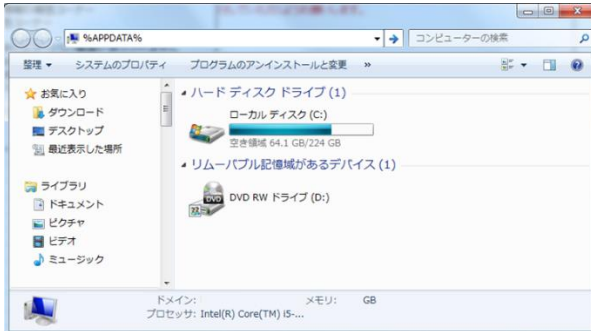 %APPDATA%
コンピューターの検索
整理
システムのプロパティ
プログラムのアンインストールと変更
»
お気に入り
ダウンロード
デスクトップ
最近表示した場所
ライブラリ
ドキュメント
ピクチャ
ビデオ
ミュージック
ハード ディスク ドライブ (1)
ローカル ディスク (C:)
空き領域 64.1 GB/224 GB
リムーバブル記憶域があるデバイス (1)
DVD RW ドライブ (D:)
ドメイン:
メモリ: GB
プロセッサ: Intel(R) Core(TM) i5-...